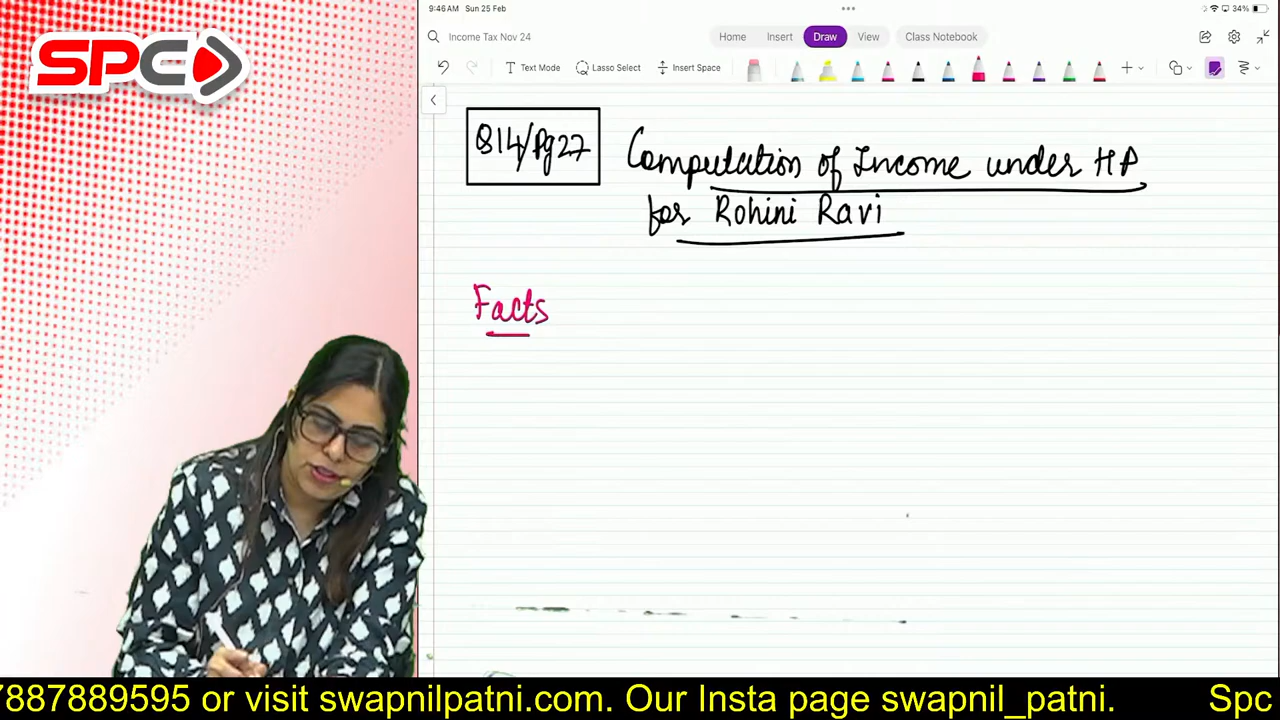 9:46 AM Sun 25 Feb
34%
Income Tax Nov 24
Home Insert Draw View Class Notebook
Text Mode Lasso Select Insert Space
SPC
Q14/Pg27
Computation of Income under HP
for Rohini Ravi
Facts
7887889595 or visit swapnilpatni.com. Our Insta page swapnil_patni. Spc